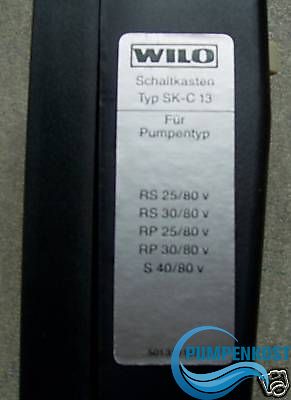 WILO
Schaltkasten
Typ SK-C 13
Für
Pumpentyp
RS 25/80 v
RS 30/80 v
RP 25/80 v
RP 30/80 v
S 40/80 v
PUMPENKOST